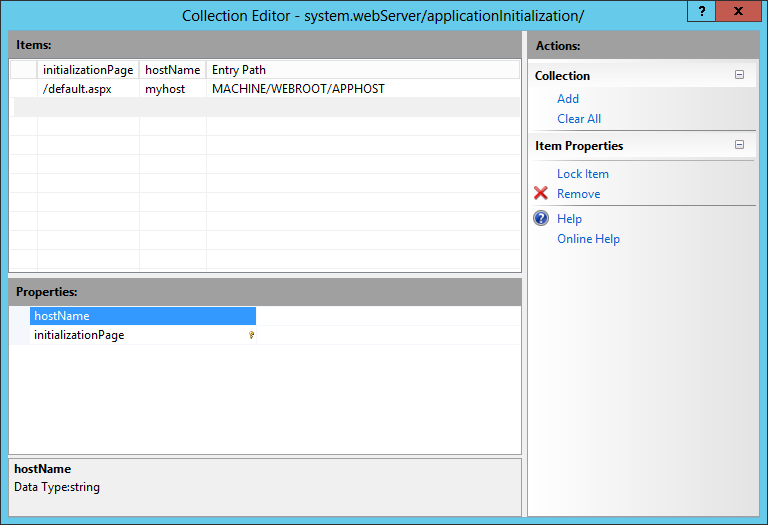 Collection Editor - system.webServer/applicationInitialization/
? x
Items:
initializationPage hostName Entry Path
/default.aspx myhost MACHINE/WEBROOT/APPHOST
Properties:
hostName
initializationPage
hostName
Data Type:string
Actions:
Collection
Add
Clear All
Item Properties
Lock Item
Remove
? Help
Online Help